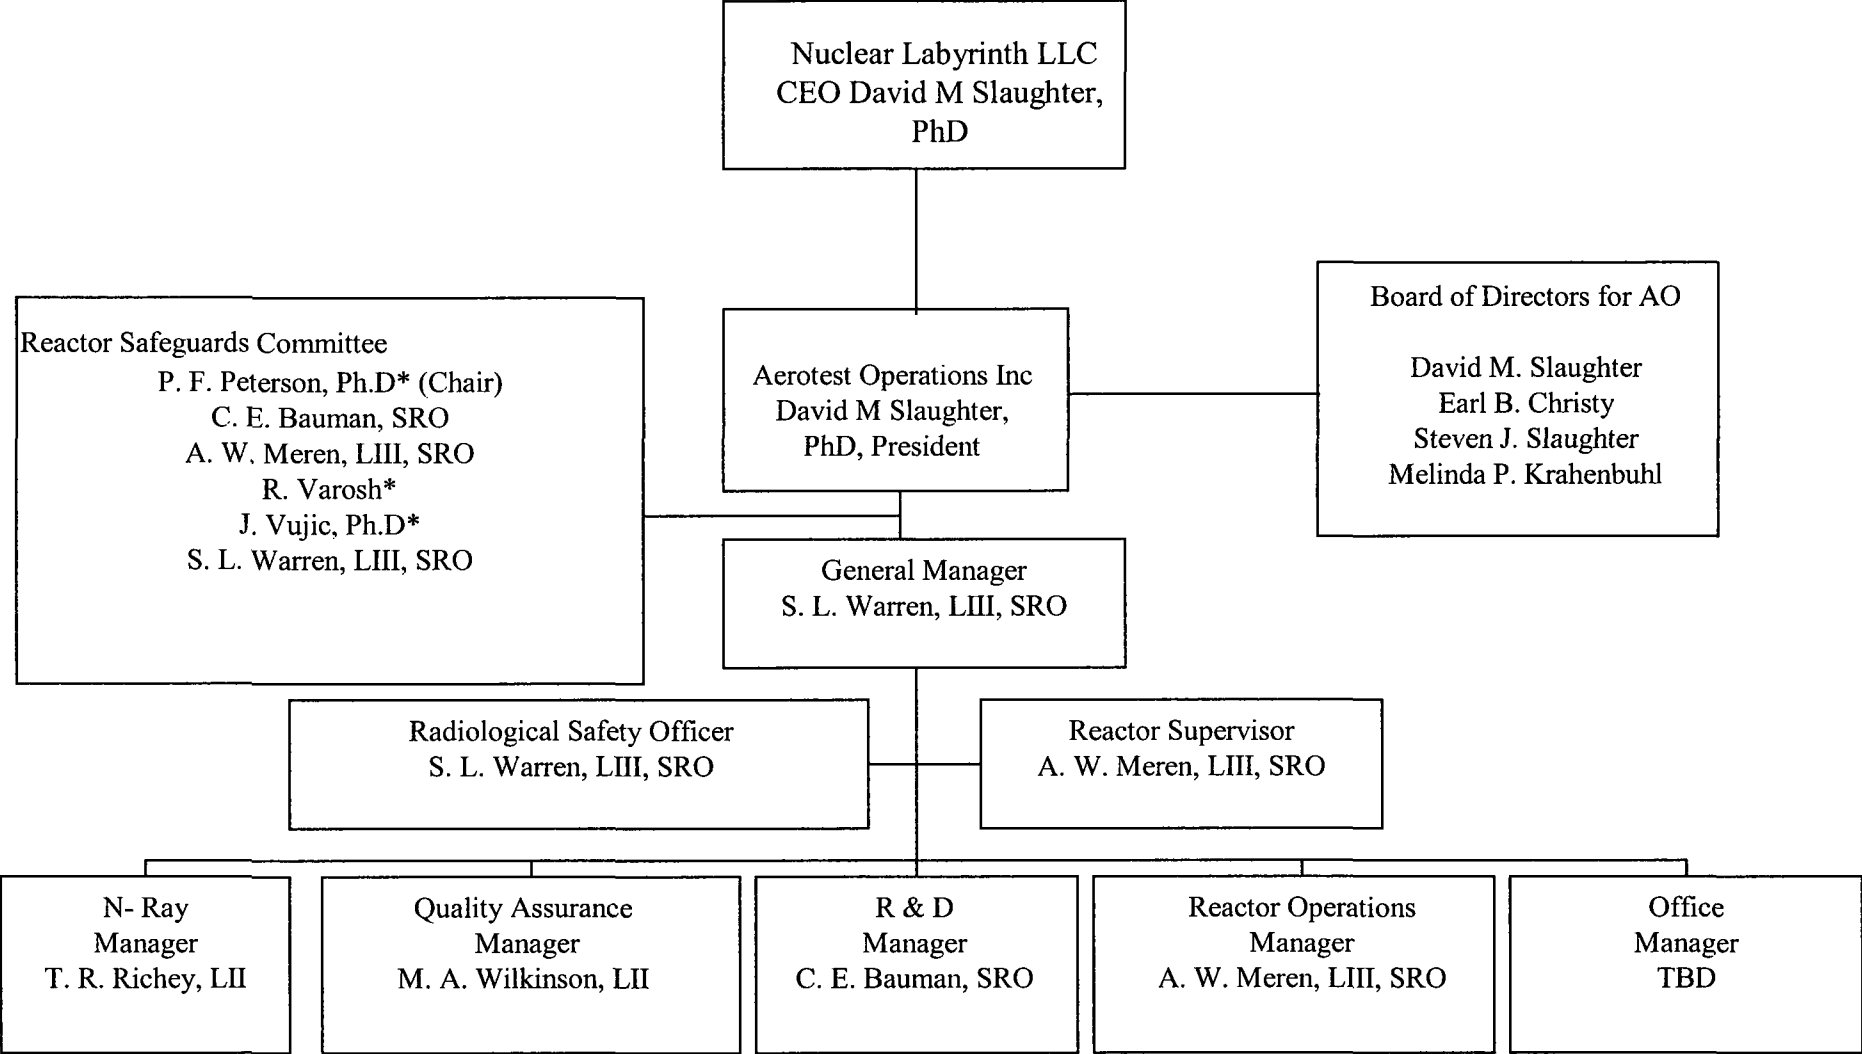 Nuclear Labyrinth LLC
CEO David M Slaughter,
PhD
Board of Directors for AO
David M. Slaughter
Earl B. Christy
Steven J. Slaughter
Melinda P. Krahenbuhl
Reactor Safeguards Committee
P. F. Peterson, Ph.D* (Chair)
C. E. Bauman, SRO
A. W. Meren, LIII, SRO
R. Varosh*
J. Vujic, Ph.D*
S. L. Warren, LIII, SRO
Aerotest Operations Inc
David M Slaughter,
PhD, President
General Manager
S. L. Warren, LIII, SRO
Radiological Safety Officer
S. L. Warren, LIII, SRO
Reactor Supervisor
A. W. Meren, LIII, SRO
N- Ray
Manager
T. R. Richey, LII
Quality Assurance
Manager
M. A. Wilkinson, LII
R & D
Manager
C. E. Bauman, SRO
Reactor Operations
Manager
A. W. Meren, LIII, SRO
Office
Manager
TBD